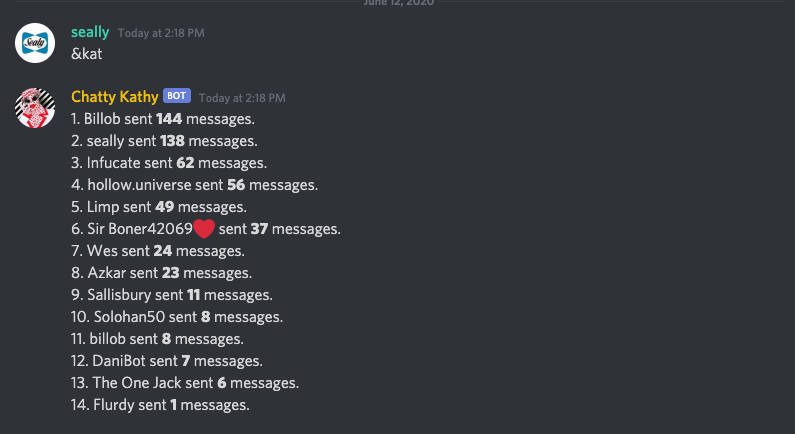 June 12, 2020
Sealy
seally Today at 2:18 PM
&kat
Chatty Kathy BOT Today at 2:18 PM
1. Billob sent 144 messages.
2. seally sent 138 messages.
3. Infucate sent 62 messages.
4. hollow.universe sent 56 messages.
5. Limp sent 49 messages.
6. Sir Boner42069❤ sent 37 messages.
7. Wes sent 24 messages.
8. Azkar sent 23 messages.
9. Sallisbury sent 11 messages.
10. Solohan50 sent 8 messages.
11. billob sent 8 messages.
12. DaniBot sent 7 messages.
13. The One Jack sent 6 messages.
14. Flurdy sent 1 messages.